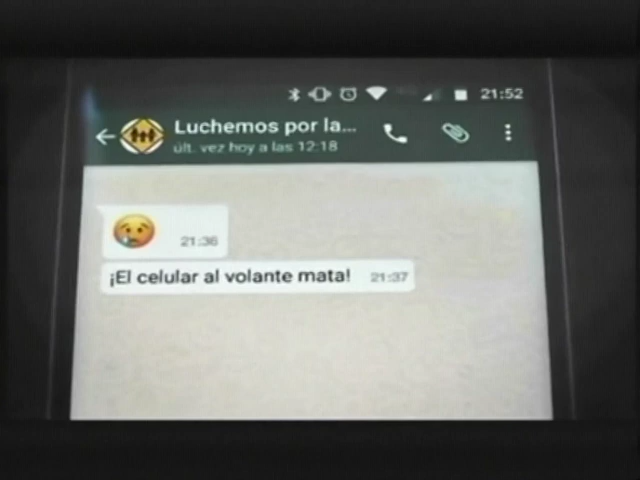 21:52
Luchemos por la...
últ. vez hoy a las 12:18
21:36
¡El celular al volante mata! 21:37